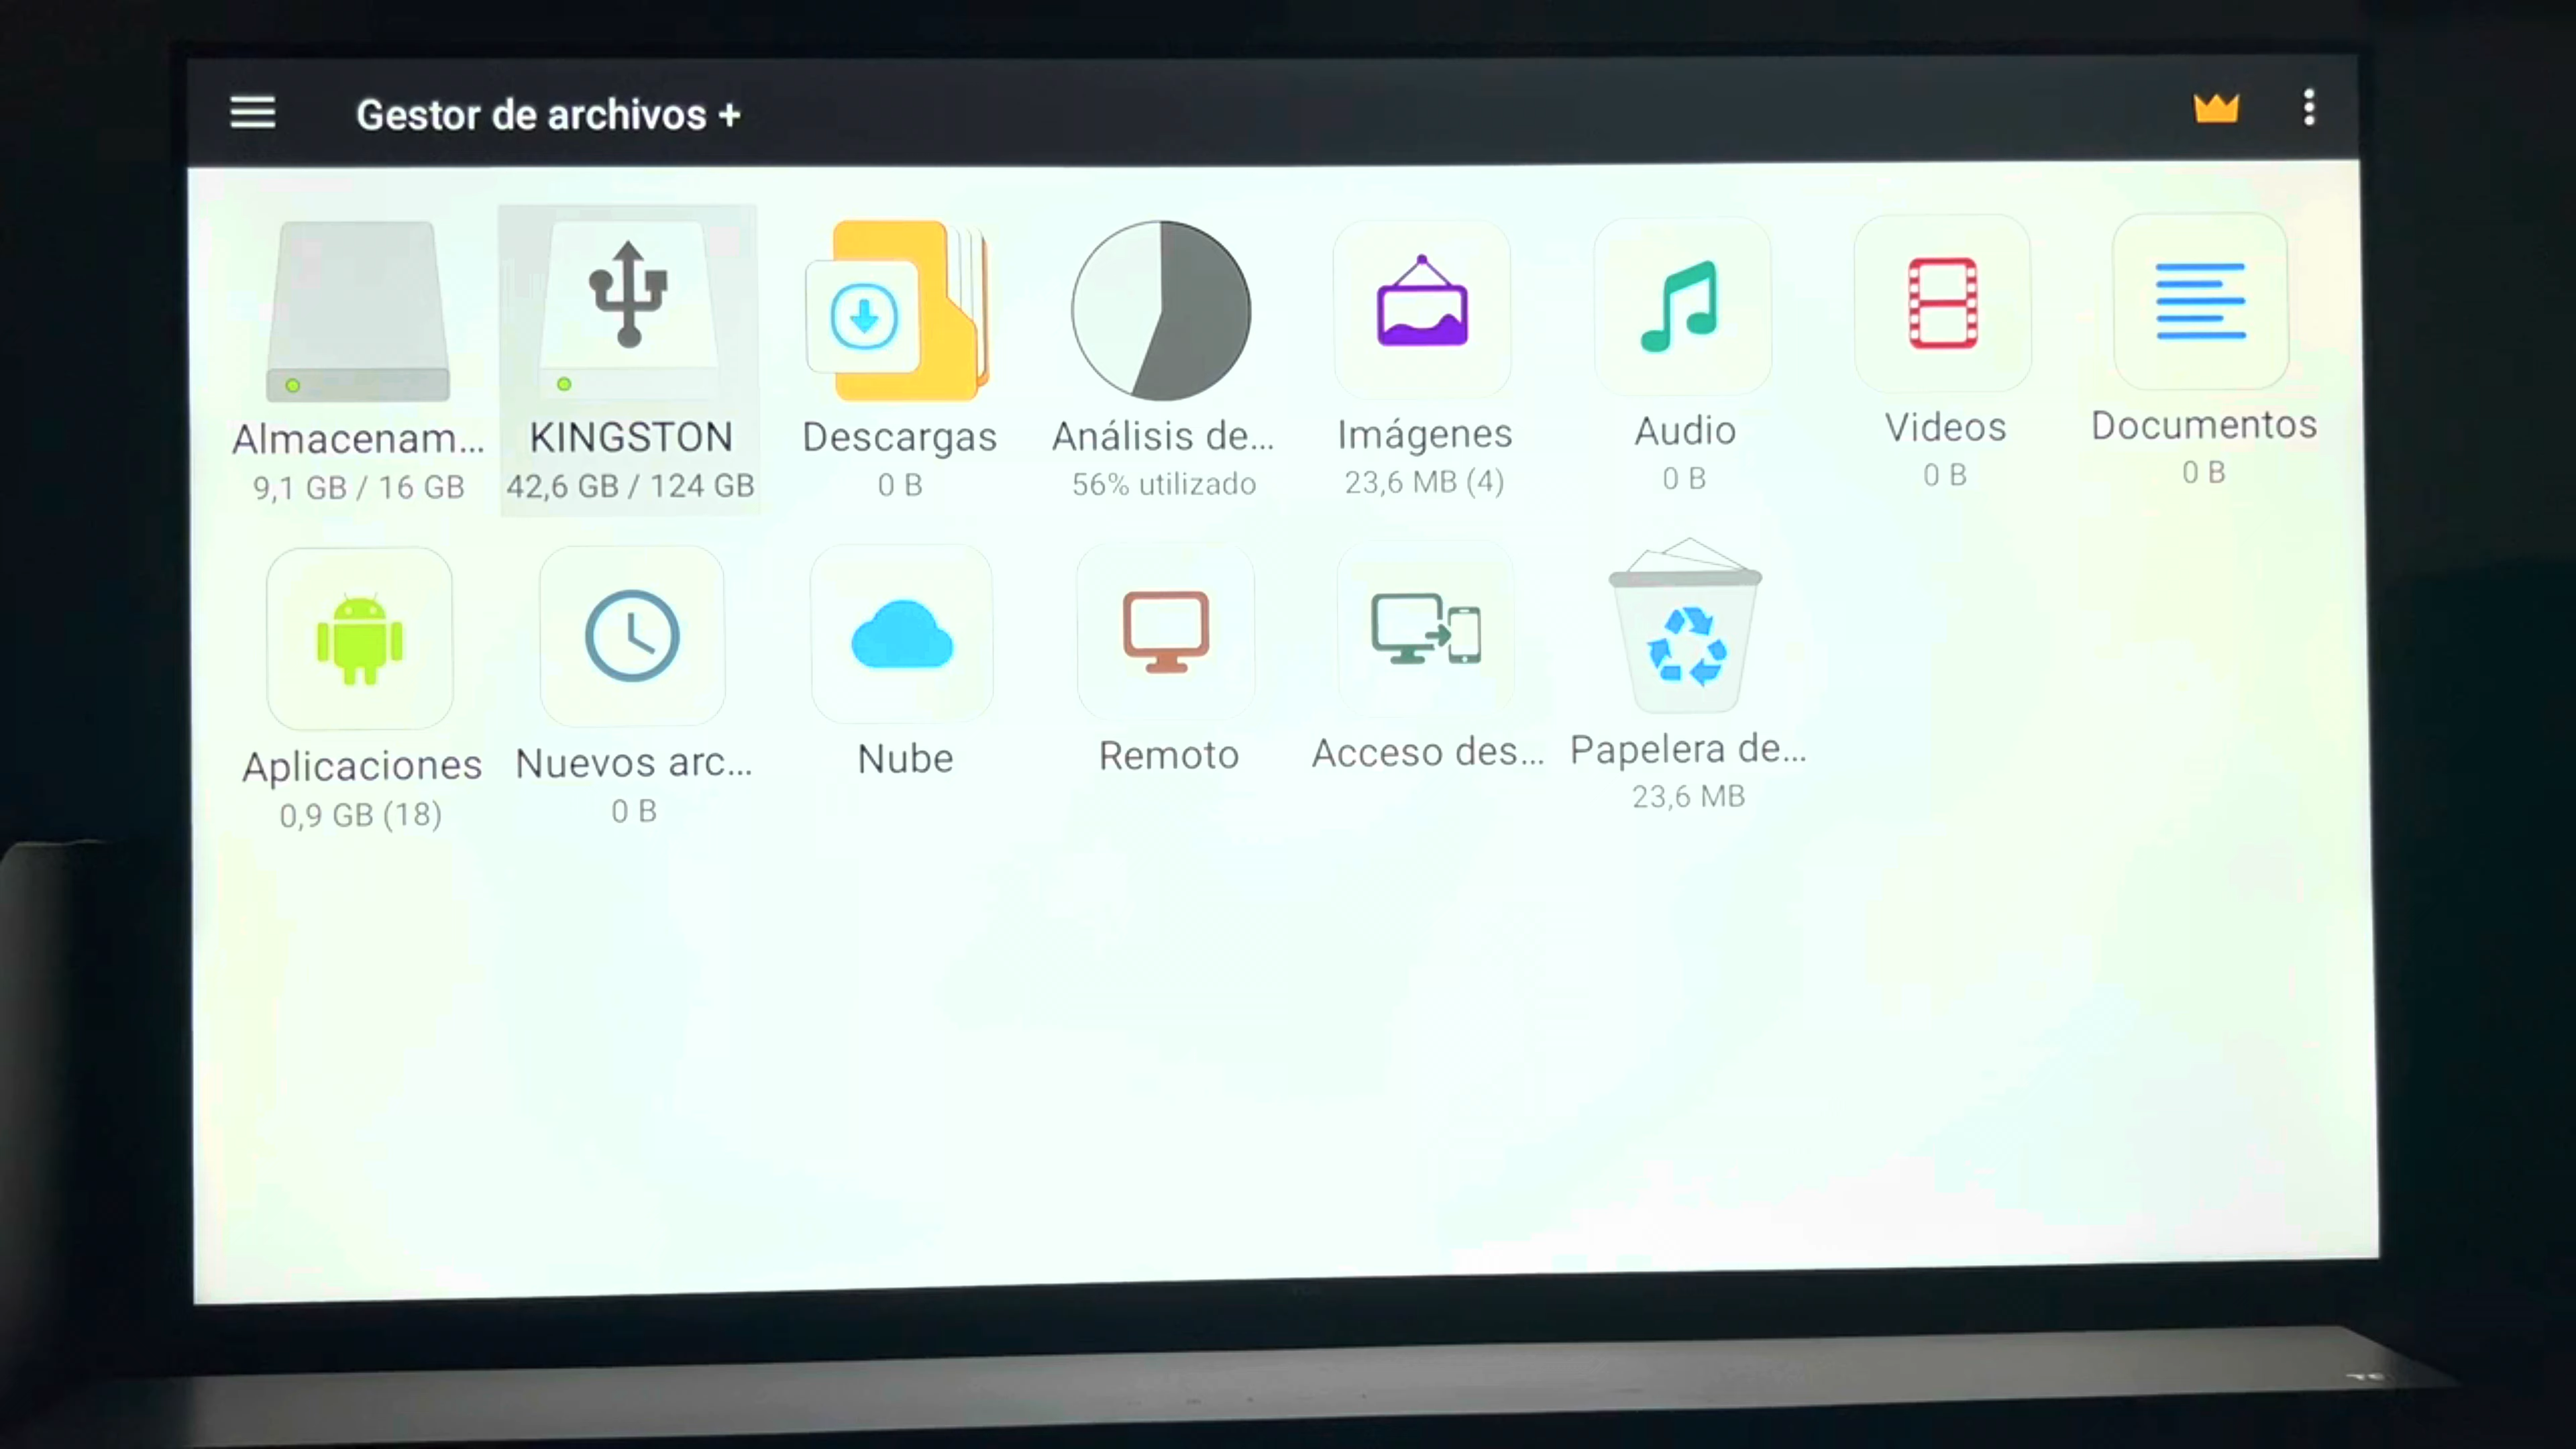 Gestor de archivos +
Almacenam...
9,1 GB / 16 GB
KINGSTON
42,6 GB / 124 GB
Descargas
0 B
Análisis de...
56% utilizado
Imágenes
23,6 MB (4)
Audio
0 B
Videos
0 B
Documentos
0 B
Aplicaciones
0,9 GB (18)
Nuevos arc...
0 B
Nube
Remoto
Acceso des...
Papelera de...
23,6 MB